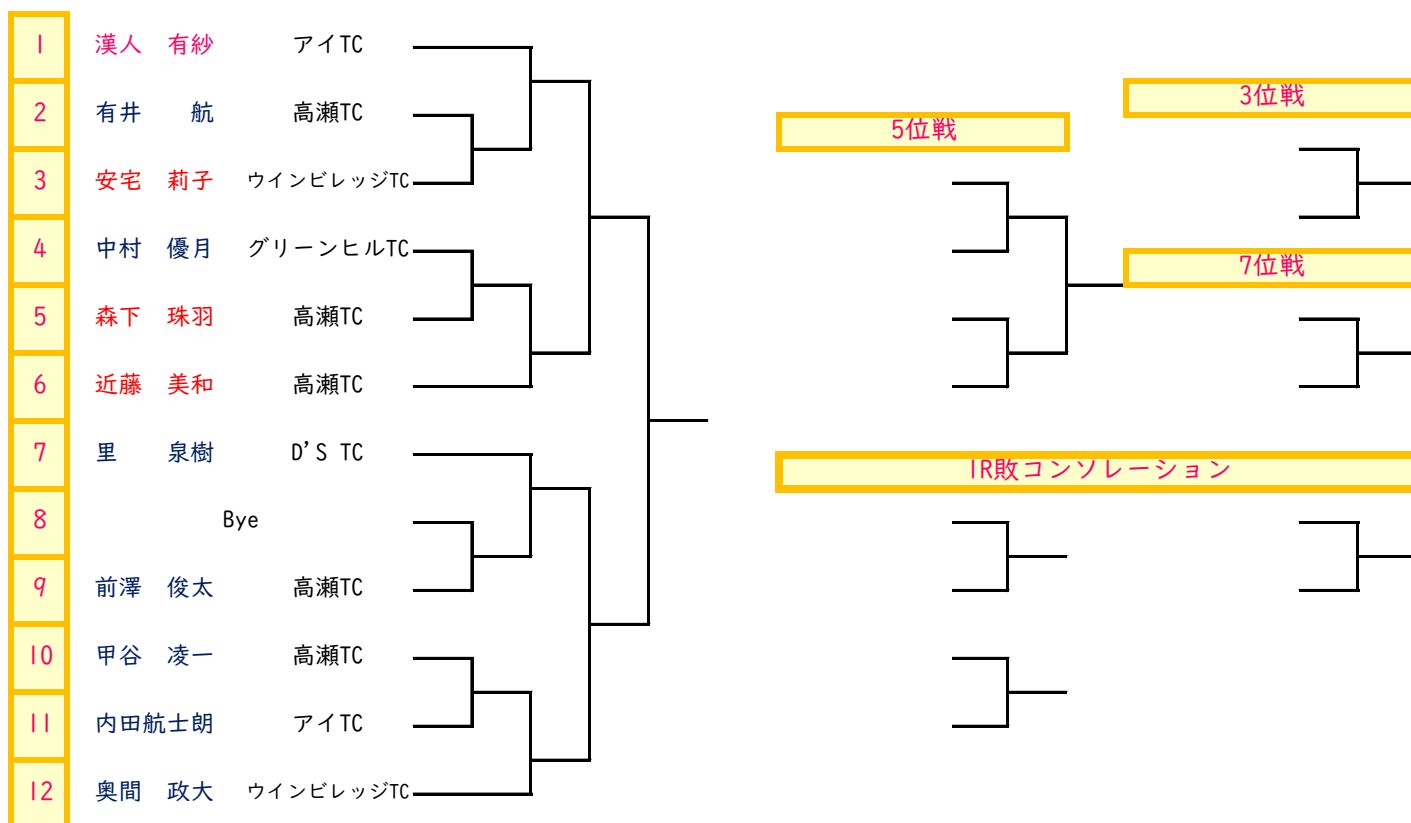 1 漢人　有紗 アイTC
2 有井　　航 高瀬TC
3 安宅　莉子 ウインビレッジTC
4 中村　優月 グリーンヒルTC
5 森下　珠羽 高瀬TC
6 近藤　美和 高瀬TC
7 里　　泉樹 D'S TC
8 Bye
9 前澤　俊太 高瀬TC
10 甲谷　凌一 高瀬TC
11 内田航士朗 アイTC
12 奥間　政大 ウインビレッジTC
5位戦
3位戦
7位戦
1R敗コンソレーション